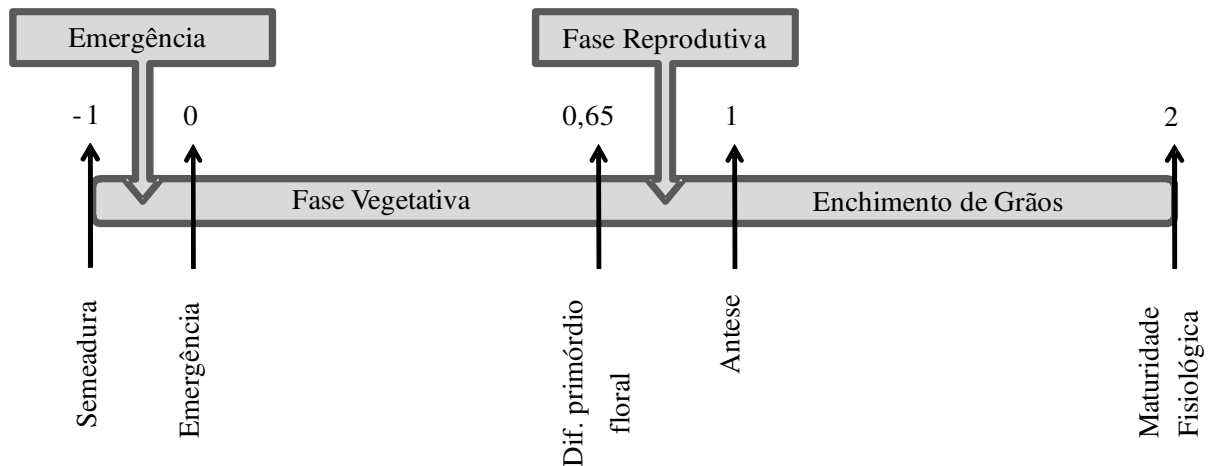 Emergência
Fase Reprodutiva
-1
0
0,65
1
2
Fase Vegetativa
Enchimento de Grãos
Semeadura
Emergência
Dif. primórdio
floral
Antese
Maturidade
Fisiológica